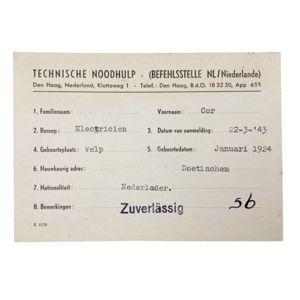 TECHNISCHE NOODHULP - (BEFEHLSSTELLE NL/Niederlande)
Den Haag, Nederland, Klatteweg 1 - Telef.: Den Haag, B.d.O. 18 32 50, App 655
1. Familienaam: Voornaam: Cor
2. Beroep: Electricien 3. Datum van aanmelding: 22-3-'43
4. Geboorteplaats: Velp 5. Geboortedatum: Januari 1924
6. Nauwkeurig adres: Doetinchem
7. Nationaliteit: Nederlader.
8. Bemerkingen: Zuverlässig 56